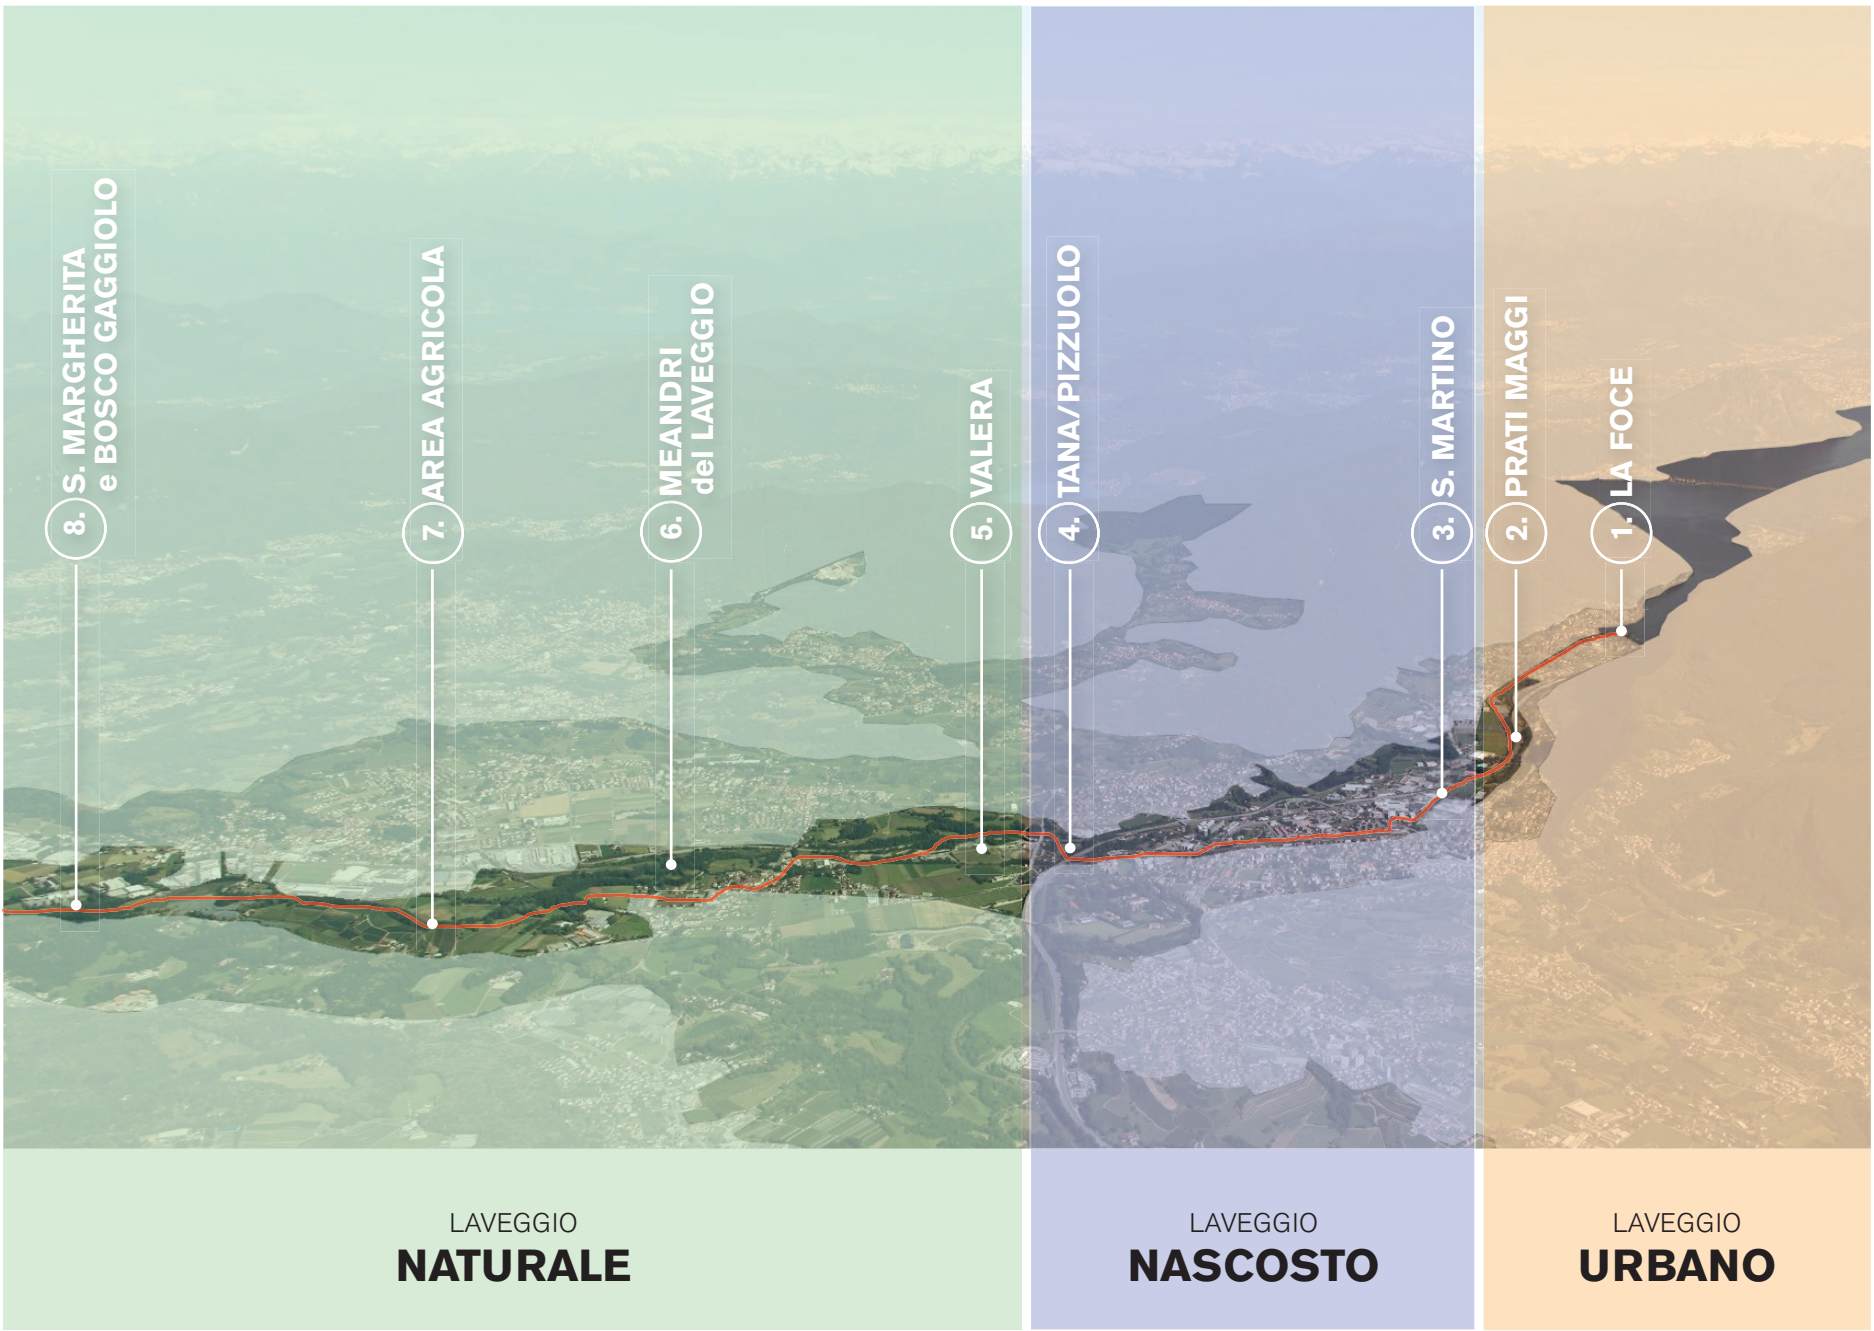 8. S. MARGHERITA
e BOSCO GAGGIOLO
7. AREA AGRICOLA
6. MEANDRI
del LAVEGGIO
5. VALERA
4. TANA/PIZZUOLO
3. S. MARTINO
2. PRATI MAGGI
1. LA FOCE
LAVEGGIO
NATURALE
LAVEGGIO
NASCOSTO
LAVEGGIO
URBANO